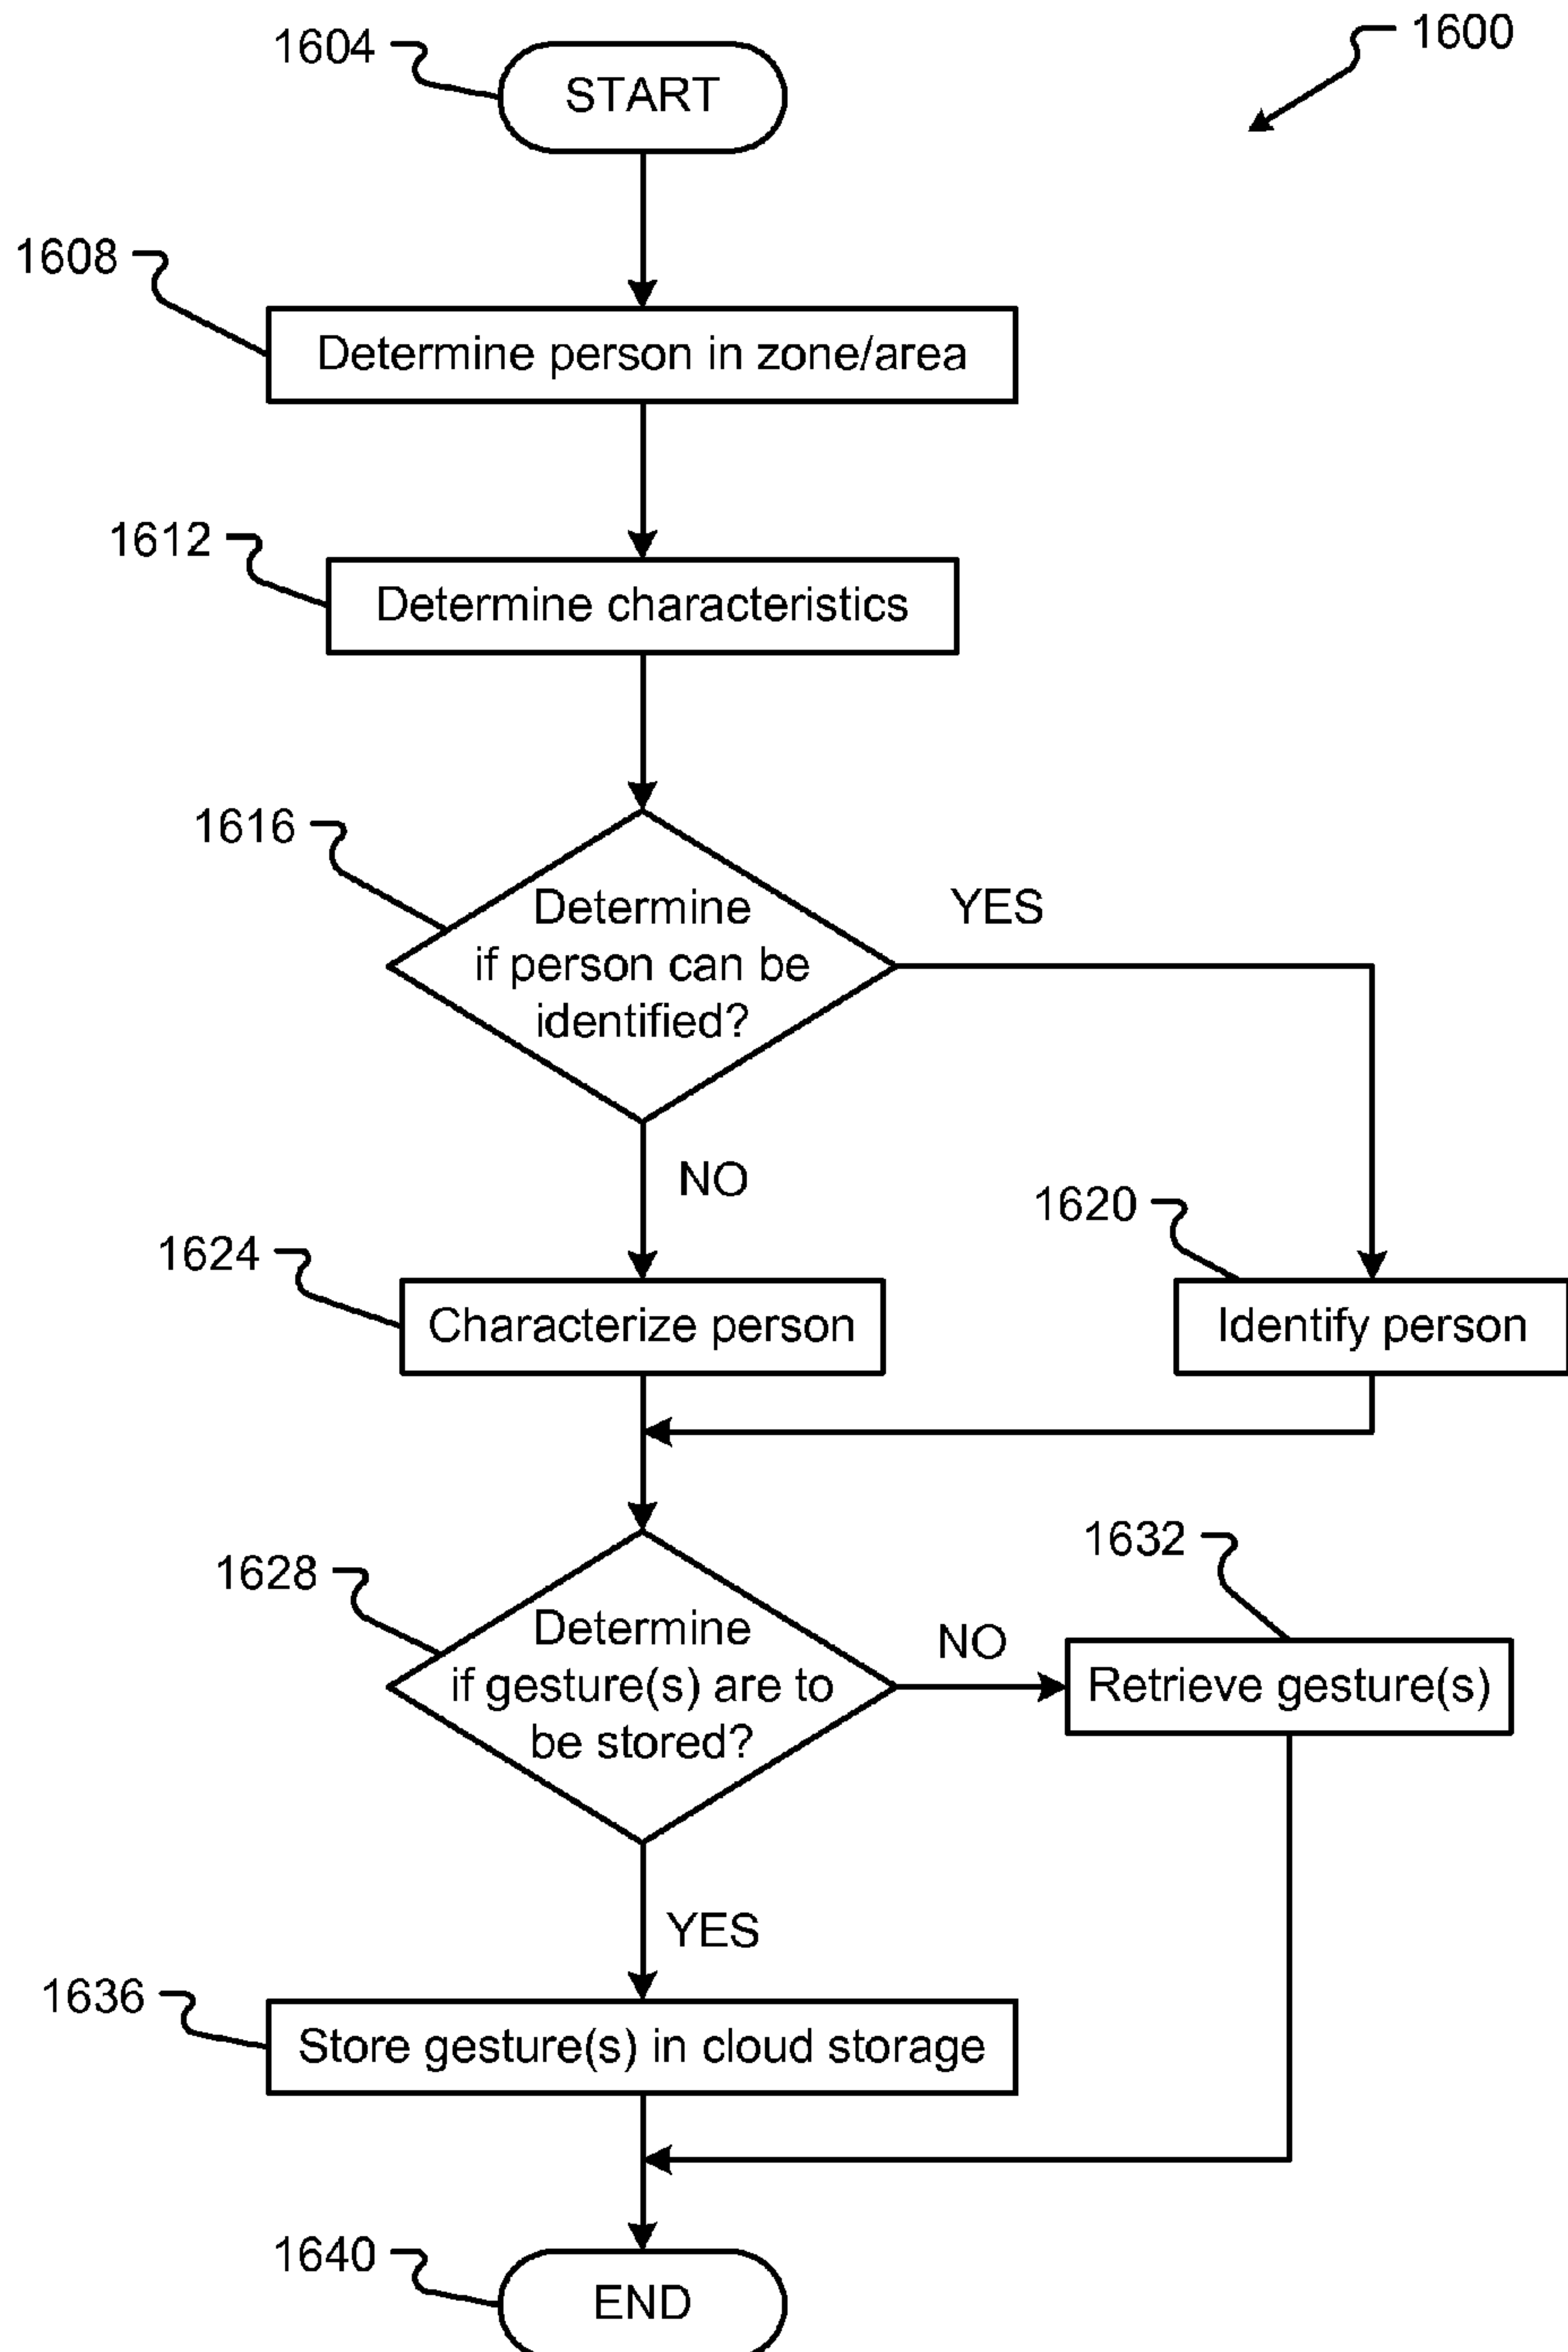 1600
1604
START
1608
Determine person in zone/area
1612
Determine characteristics
1616
Determine
if person can be
identified?
YES
NO
1620
1624
Characterize person
Identify person
1628
Determine
if gesture(s) are to
be stored?
NO
1632
Retrieve gesture(s)
YES
1636
Store gesture(s) in cloud storage
1640
END